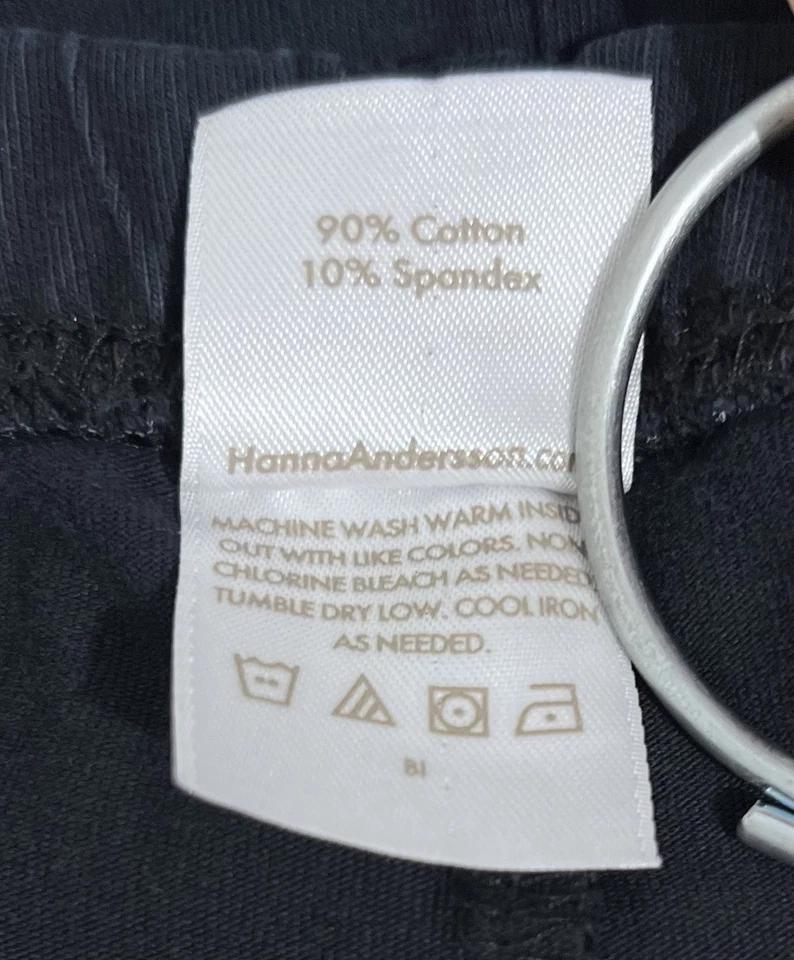 90% Cotton
10% Spandex
HannaAndersson.co
MACHINE WASH WARM INSID
OUT WITH LIKE COLORS. NON
CHLORINE BLEACH AS NEEDED
TUMBLE DRY LOW. COOL IRON
AS NEEDED.
BI